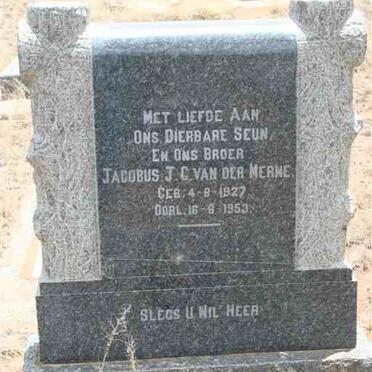 MET LIEFDE AAN
ONS DIERBARE SEUN
EN ONS BROER
JACOBUS J. C. VAN DER MERNE
GEB. 4-8-1927
OORL. 16-8-1953.
SLEGS U WIL HEER